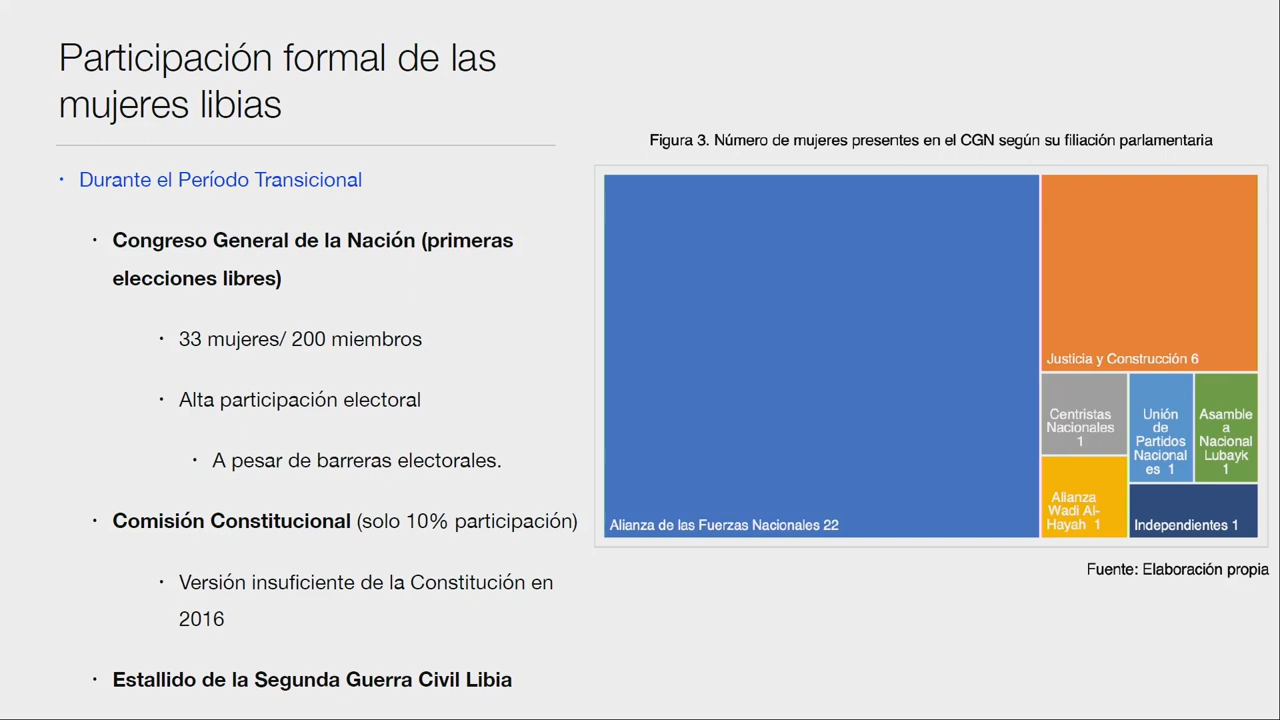 Participación formal de las
mujeres libias
• Durante el Período Transicional
• Congreso General de la Nación (primeras
elecciones libres)
• 33 mujeres/ 200 miembros
• Alta participación electoral
• A pesar de barreras electorales.
• Comisión Constitucional (solo 10% participación)
• Versión insuficiente de la Constitución en
2016
• Estallido de la Segunda Guerra Civil Libia
Figura 3. Número de mujeres presentes en el CGN según su filiación parlamentaria
Alianza de las Fuerzas Nacionales 22
Justicia y Construcción 6
Centristas
Nacionales
1
Unión
de
Partidos
Nacional
es 1
Asamble
a
Nacional
Lubayk
1
Alianza
Wadi Al-
Hayah 1
Independientes 1
Fuente: Elaboración propia